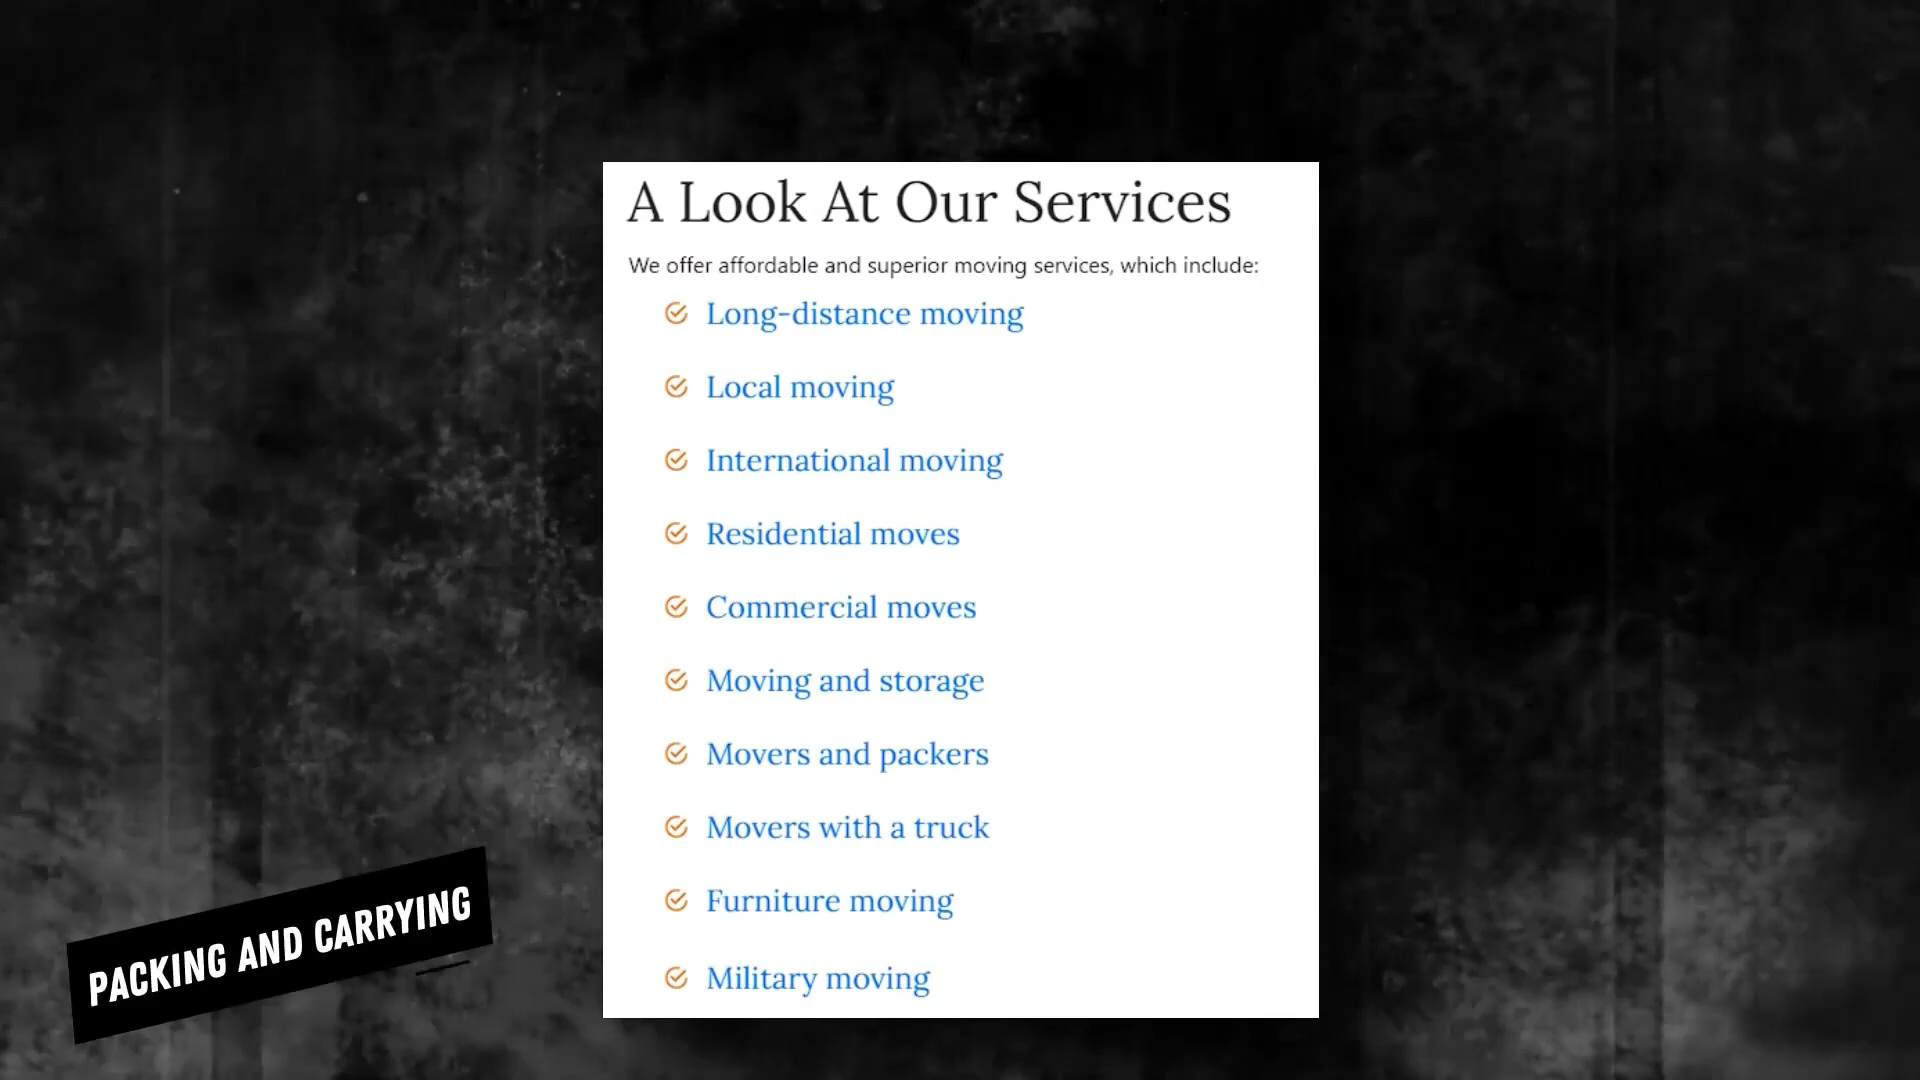 A Look At Our Services
We offer affordable and superior moving services, which include:
Long-distance moving
Local moving
International moving
Residential moves
Commercial moves
Moving and storage
Movers and packers
Movers with a truck
Furniture moving
Military moving
PACKING AND CARRYING